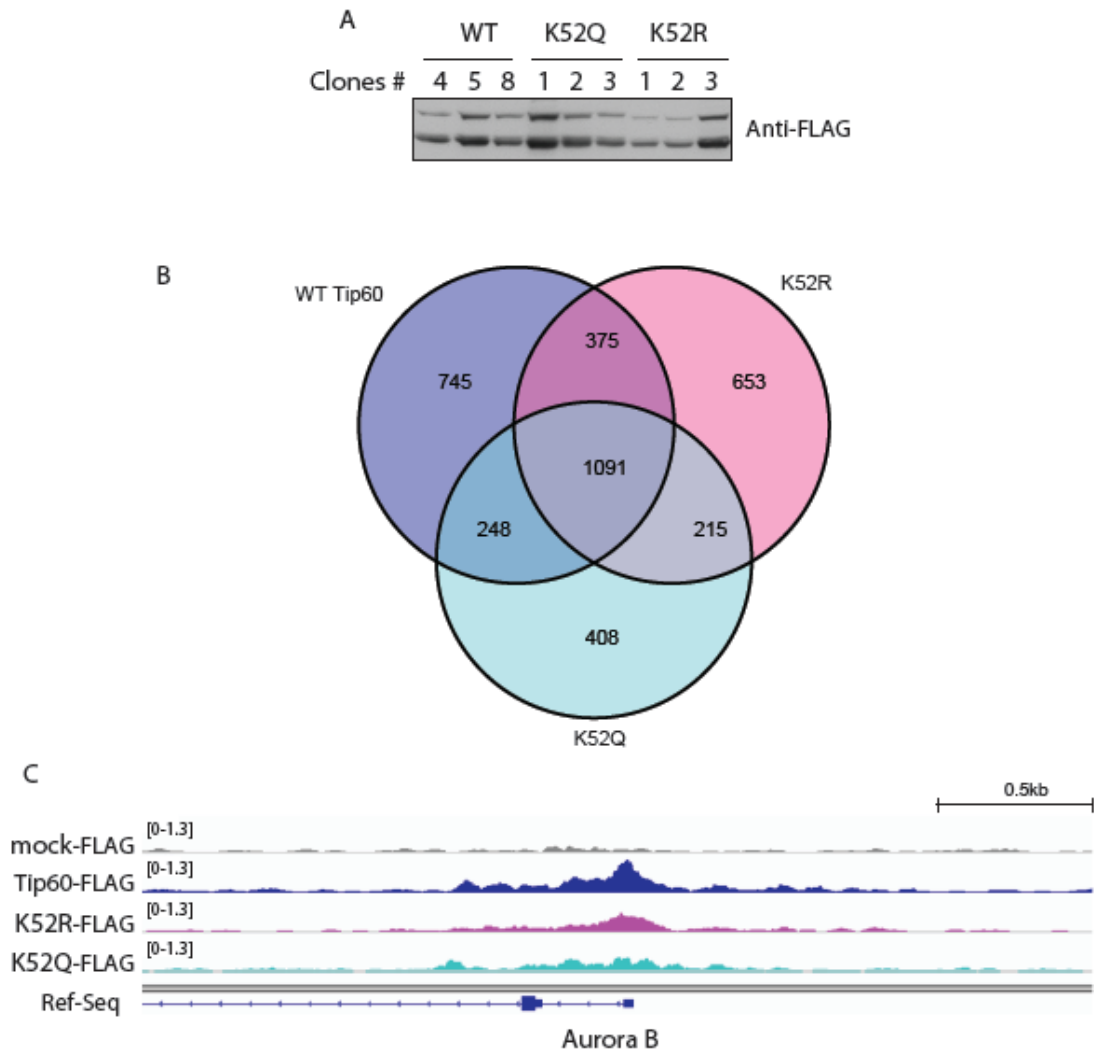 A
WT K52Q K52R
Clones # 4 5 8 1 2 3 1 2 3
Anti-FLAG
B
WT Tip60
K52R
375
745
653
1091
248
215
408
K52Q
C
0.5kb
mock-FLAG [0-1.3]
Tip60-FLAG [0-1.3]
K52R-FLAG [0-1.3]
K52Q-FLAG [0-1.3]
Ref-Seq
Aurora B